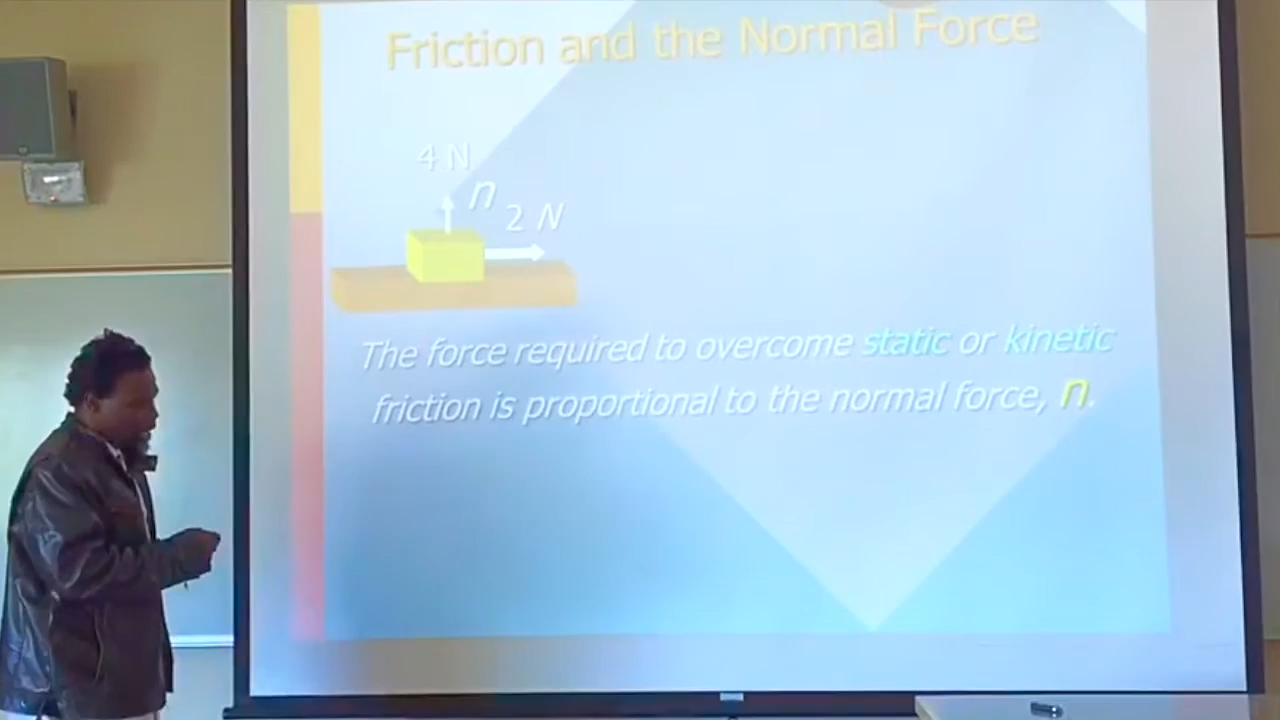 Friction and the Normal Force
4 N
n
2 N
The force required to overcome static or kinetic
friction is proportional to the normal force, n.